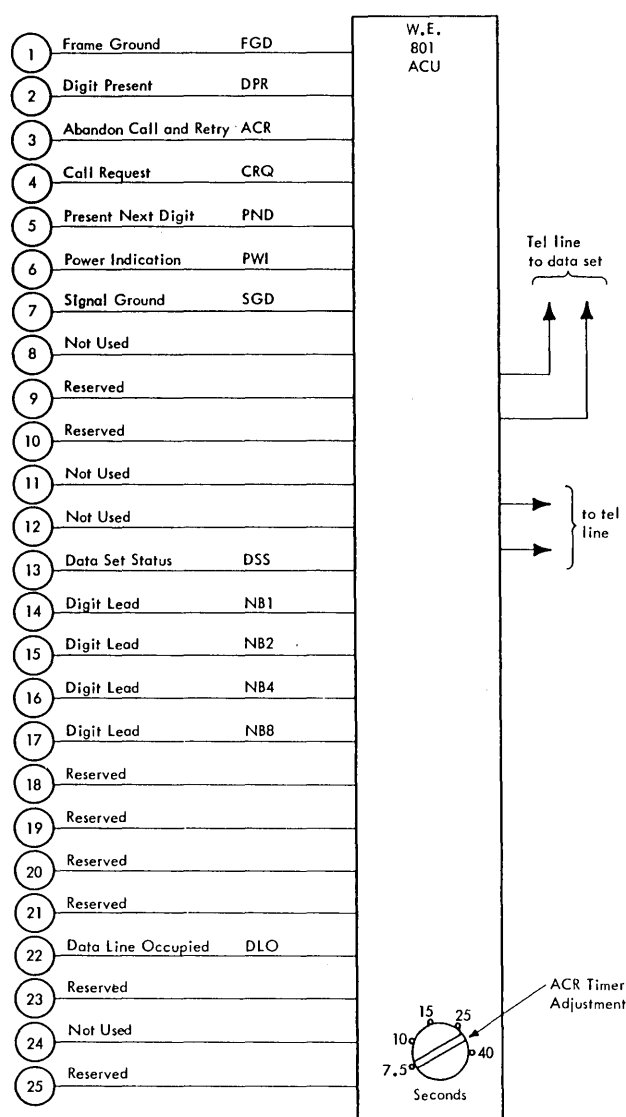 W.E.
801
ACU
1 Frame Ground FGD
2 Digit Present DPR
3 Abandon Call and Retry ACR
4 Call Request CRQ
5 Present Next Digit PND
6 Power Indication PWI
7 Signal Ground SGD
8 Not Used
9 Reserved
10 Reserved
11 Not Used
12 Not Used
13 Data Set Status DSS
14 Digit Lead NB1
15 Digit Lead NB2
16 Digit Lead NB4
17 Digit Lead NB8
18 Reserved
19 Reserved
20 Reserved
21 Reserved
22 Data Line Occupied DLO
23 Reserved
24 Not Used
25 Reserved
Tel line
to data set
to tel
line
ACR Timer
Adjustment
15 25
10
40
7.5
Seconds